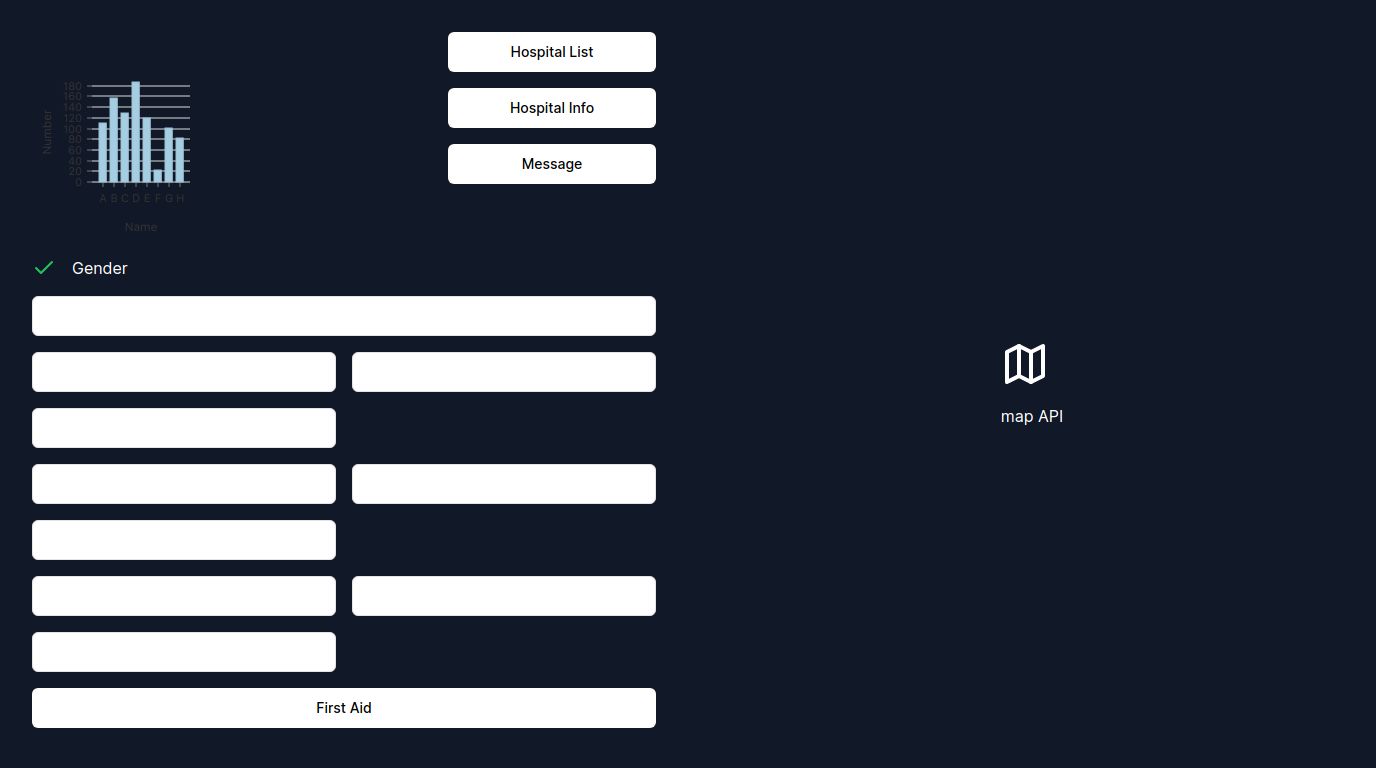 Hospital List
Hospital Info
Message
Number
180
160
140
120
100
80
60
40
20
0
A B C D E F G H
Name
Gender
map API
First Aid